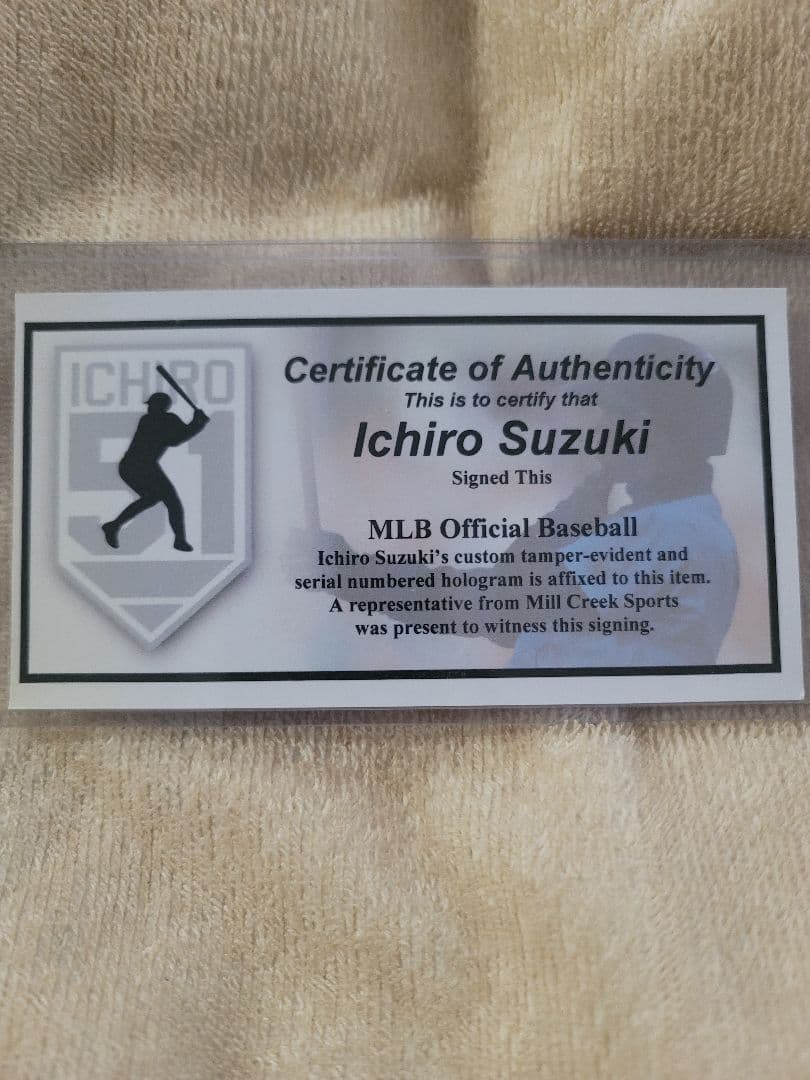 ICHIRO
51
Certificate of Authenticity
This is to certify that
Ichiro Suzuki
Signed This
MLB Official Baseball
Ichiro Suzuki's custom tamper-evident and
serial numbered hologram is affixed to this item.
A representative from Mill Creek Sports
was present to witness this signing.